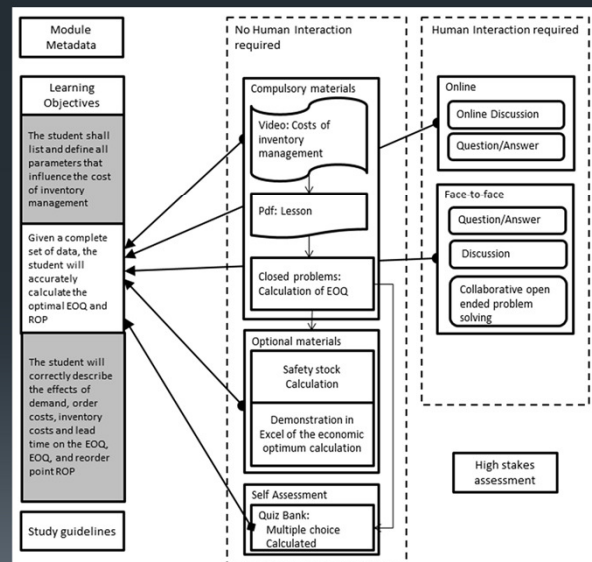 Module
Metadata
Learning
Objectives
The student shall
list and define all
parameters that
influence the cost
of inventory
management
Given a complete
set of data, the
student will
accurately
calculate the
optimal EOQ and
ROP
The student will
correctly describe
the effects of
demand, order
costs, inventory
costs and lead
time on the EOQ,
EOQ, and reorder
point ROP
Study guidelines
No Human Interaction
required
Compulsory materials
Video: Costs of
inventory
management
Pdf: Lesson
Closed problems:
Calculation of EOQ
Optional materials
Safety stock
Calculation
Demonstration in
Excel of the economic
optimum calculation
Self Assessment
Quiz Bank:
Multiple choice
Calculated
Human Interaction required
Online
Online Discussion
Question/Answer
Face-to-face
Question/Answer
Discussion
Collaborative open
ended problem
solving
High stakes
assessment